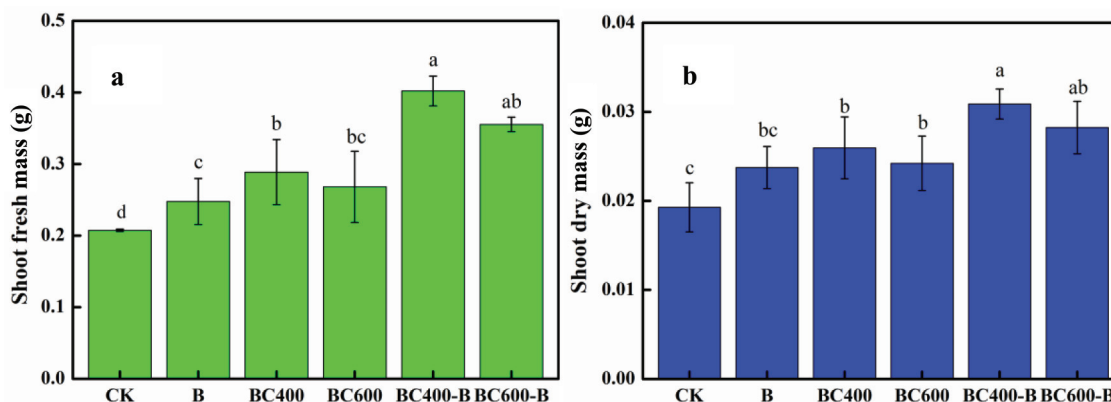 a
Shoot fresh mass (g)
0.5
0.4
0.3
0.2
0.1
0.0
d
c
b
bc
a
ab
CK B BC400 BC600 BC400-B BC600-B
b
Shoot dry mass (g)
0.04
0.03
0.02
0.01
0.00
c
bc
b
b
a
ab
CK B BC400 BC600 BC400-B BC600-B